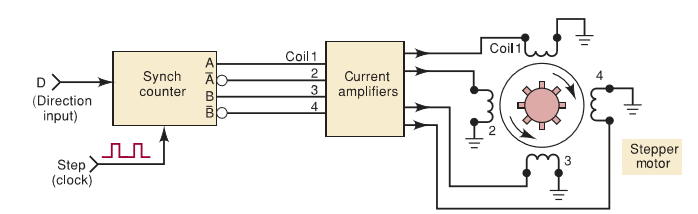 D
(Direction
input)
Step
(clock)
Synch
counter
A
A̅
B
B̅
Coil 1
2
3
4
Current
amplifiers
Coil 1
2
3
4
Stepper
motor